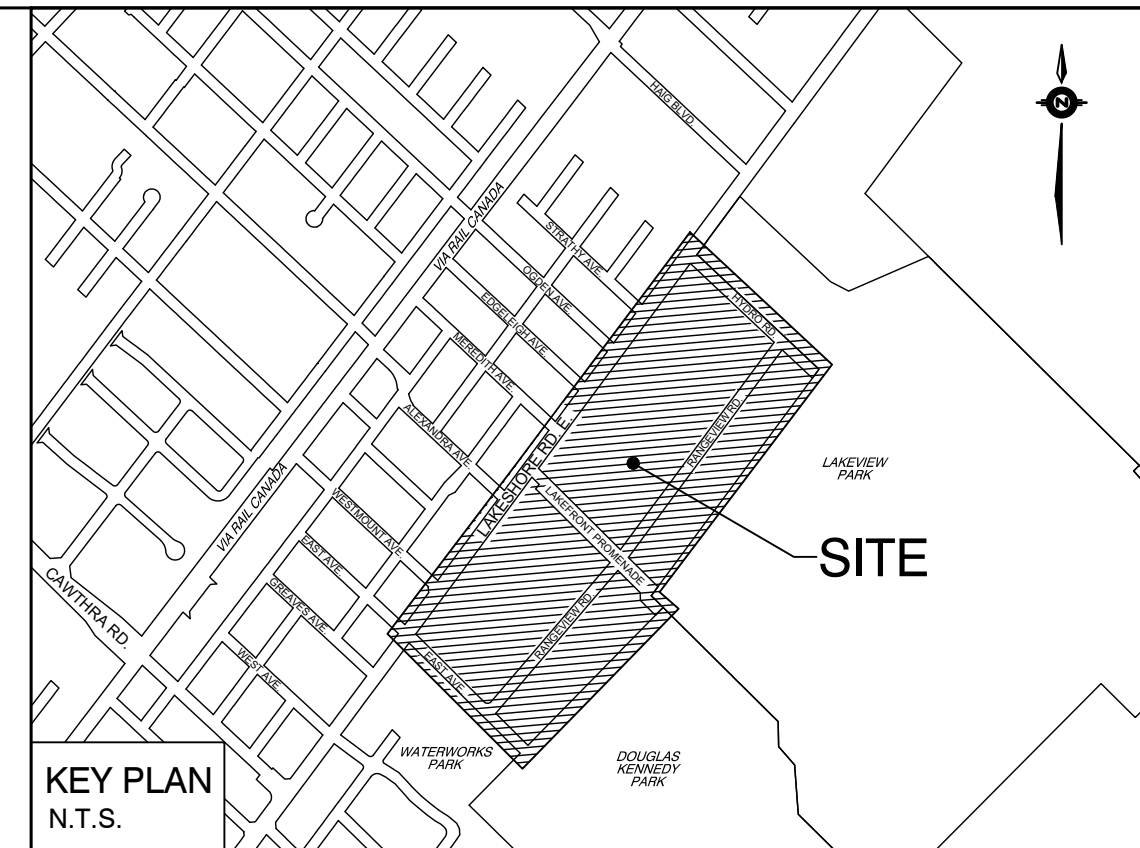 HAIG BLVD.
N
VIA RAIL CANADA
STRATHY AVE.
OGDEN AVE.
HYDRO RD.
EDGELEIGH AVE.
MEREDITH AVE.
ALEXANDRA AVE.
LAKESHORE RD. E.
RANGEVIEW RD.
LAKEVIEW
PARK
VIA RAIL CANADA
WESTMOUNT AVE.
LAKEFRONT PROMENADE
SITE
EAST AVE.
CAWTHRA RD.
GREAVES AVE.
RANGEVIEW RD.
WEST AVE.
EAST AVE.
WATERWORKS
PARK
DOUGLAS
KENNEDY
PARK
KEY PLAN
N.T.S.